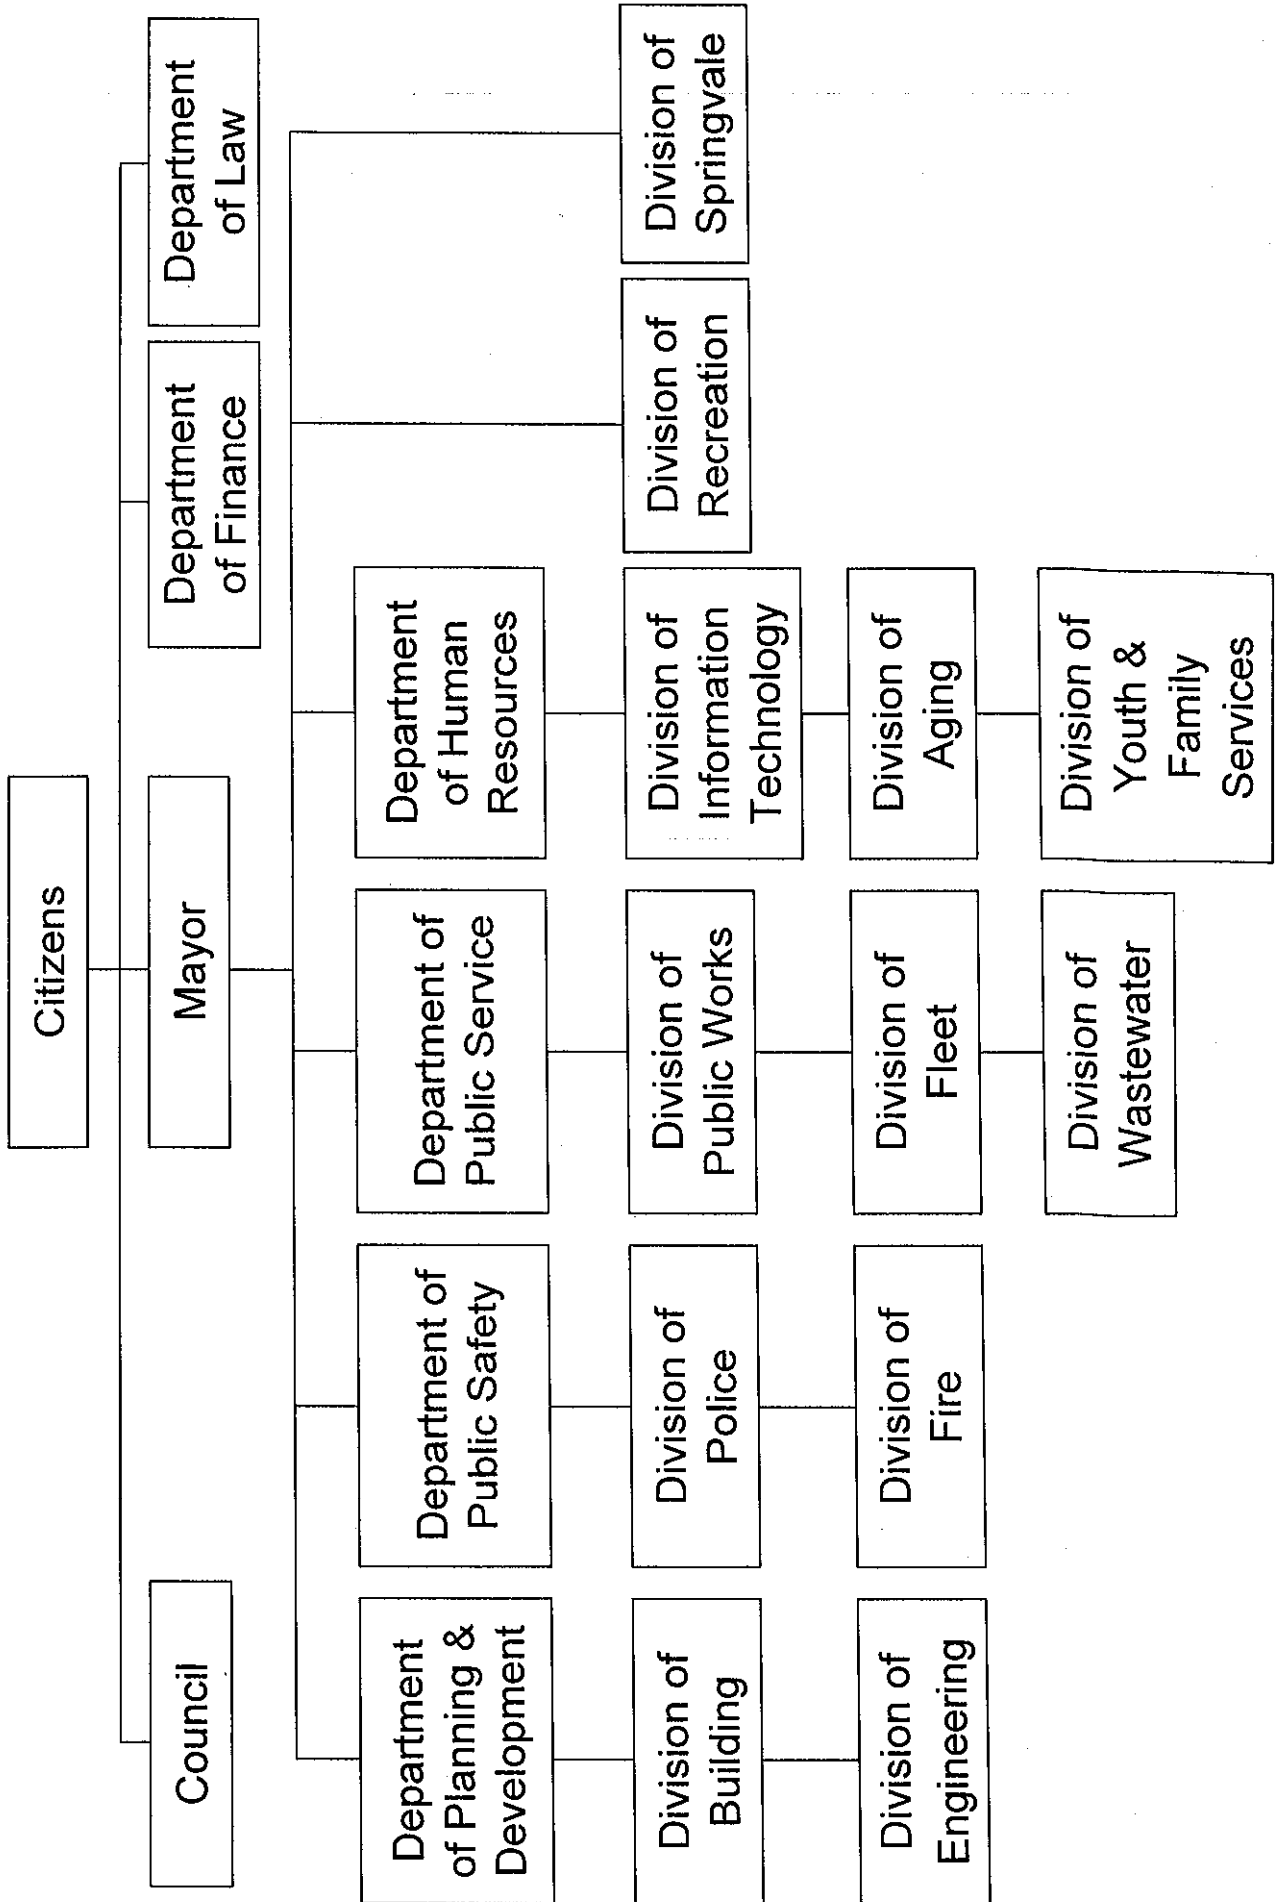 Citizens
Council
Mayor
Department
of Finance
Department
of Law
Department
of Planning &
Development
Department of
Public Safety
Department of
Public Service
Department
of Human
Resources
Division of
Building
Division of
Police
Division of
Public Works
Division of
Information
Technology
Division of
Recreation
Division of
Springvale
Division of
Engineering
Division of
Fire
Division of
Fleet
Division of
Aging
Division of
Wastewater
Division of
Youth &
Family
Services